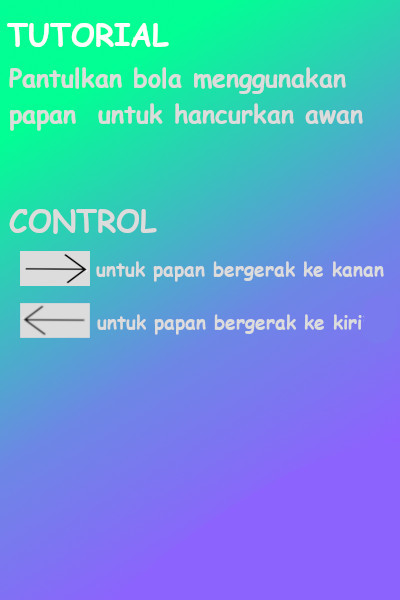 TUTORIAL
Pantulkan bola menggunakan
papan untuk hancurkan awan
CONTROL
untuk papan bergerak ke kanan
untuk papan bergerak ke kiri